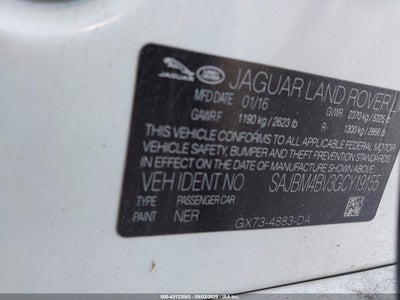 JAGUAR LAND ROVER L
MFD DATE 01/16 GVWR 2370 kg / 5225 lb
GAWR F 1190 kg / 2623 lb R- 1300 kg / 2866 lb
THIS VEHICLE CONFORMS TO ALL APPLICABLE FEDERAL MOTOR
VEHICLE SAFETY, BUMPER AND THEFT PREVENTION STANDARDS
IN EFFECT ON THE DATE OF MANUFACTURE SHOWN ABOVE
VEH IDENT NO SAJBM4BV3GCY19155
TYPE PASSENGER CAR
PAINT NER
GX73-4883-DA